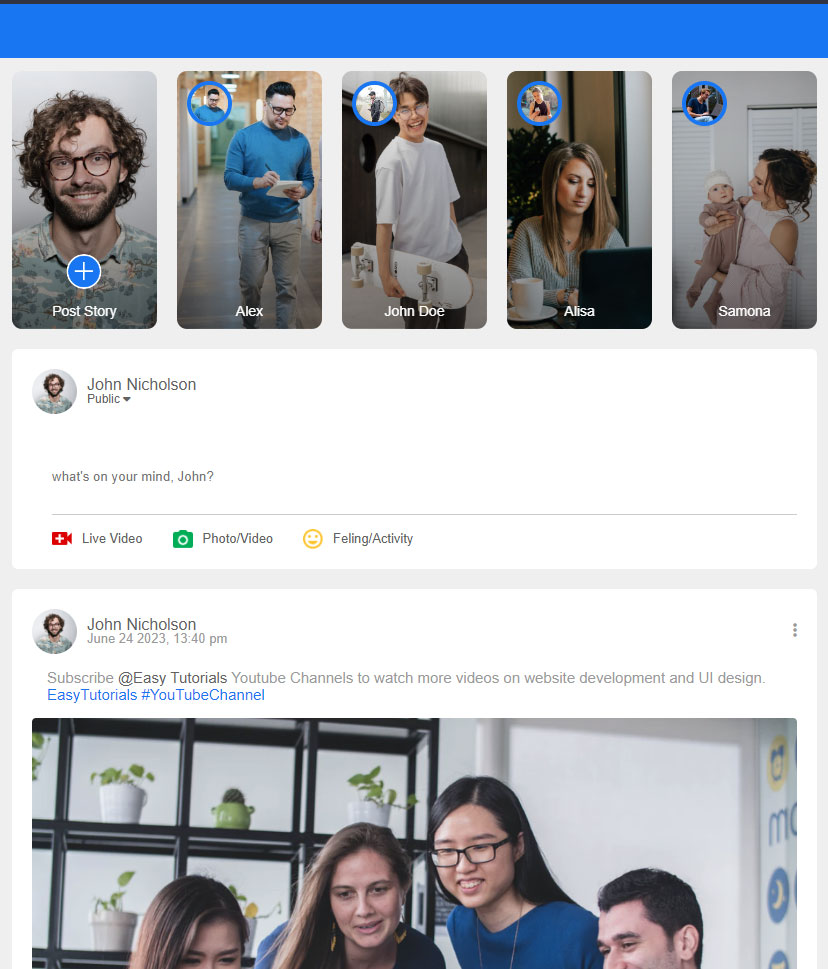 Post Story
Alex
John Doe
Alisa
Samona
John Nicholson
Public
what's on your mind, John?
Live Video
Photo/Video
Feling/Activity
John Nicholson
June 24 2023, 13:40 pm
Subscribe @Easy Tutorials Youtube Channels to watch more videos on website development and UI design.
EasyTutorials #YouTubeChannel